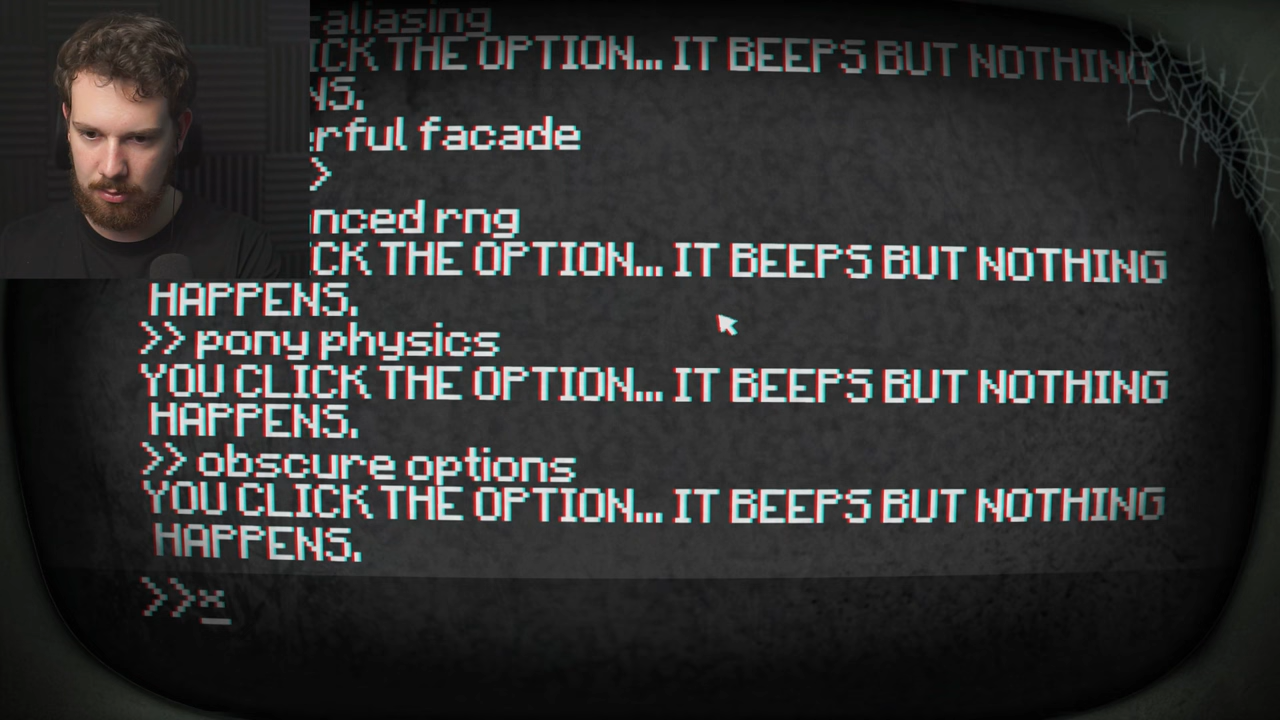 -aliasing
ICK THE OPTION... IT BEEPS BUT NOTHING
NS.
erful facade
>
nced rng
CK THE OPTION... IT BEEPS BUT NOTHING
HAPPENS.
>> pony physics
YOU CLICK THE OPTION... IT BEEPS BUT NOTHING
HAPPENS.
>> obscure options
YOU CLICK THE OPTION... IT BEEPS BUT NOTHING
HAPPENS.
>>x